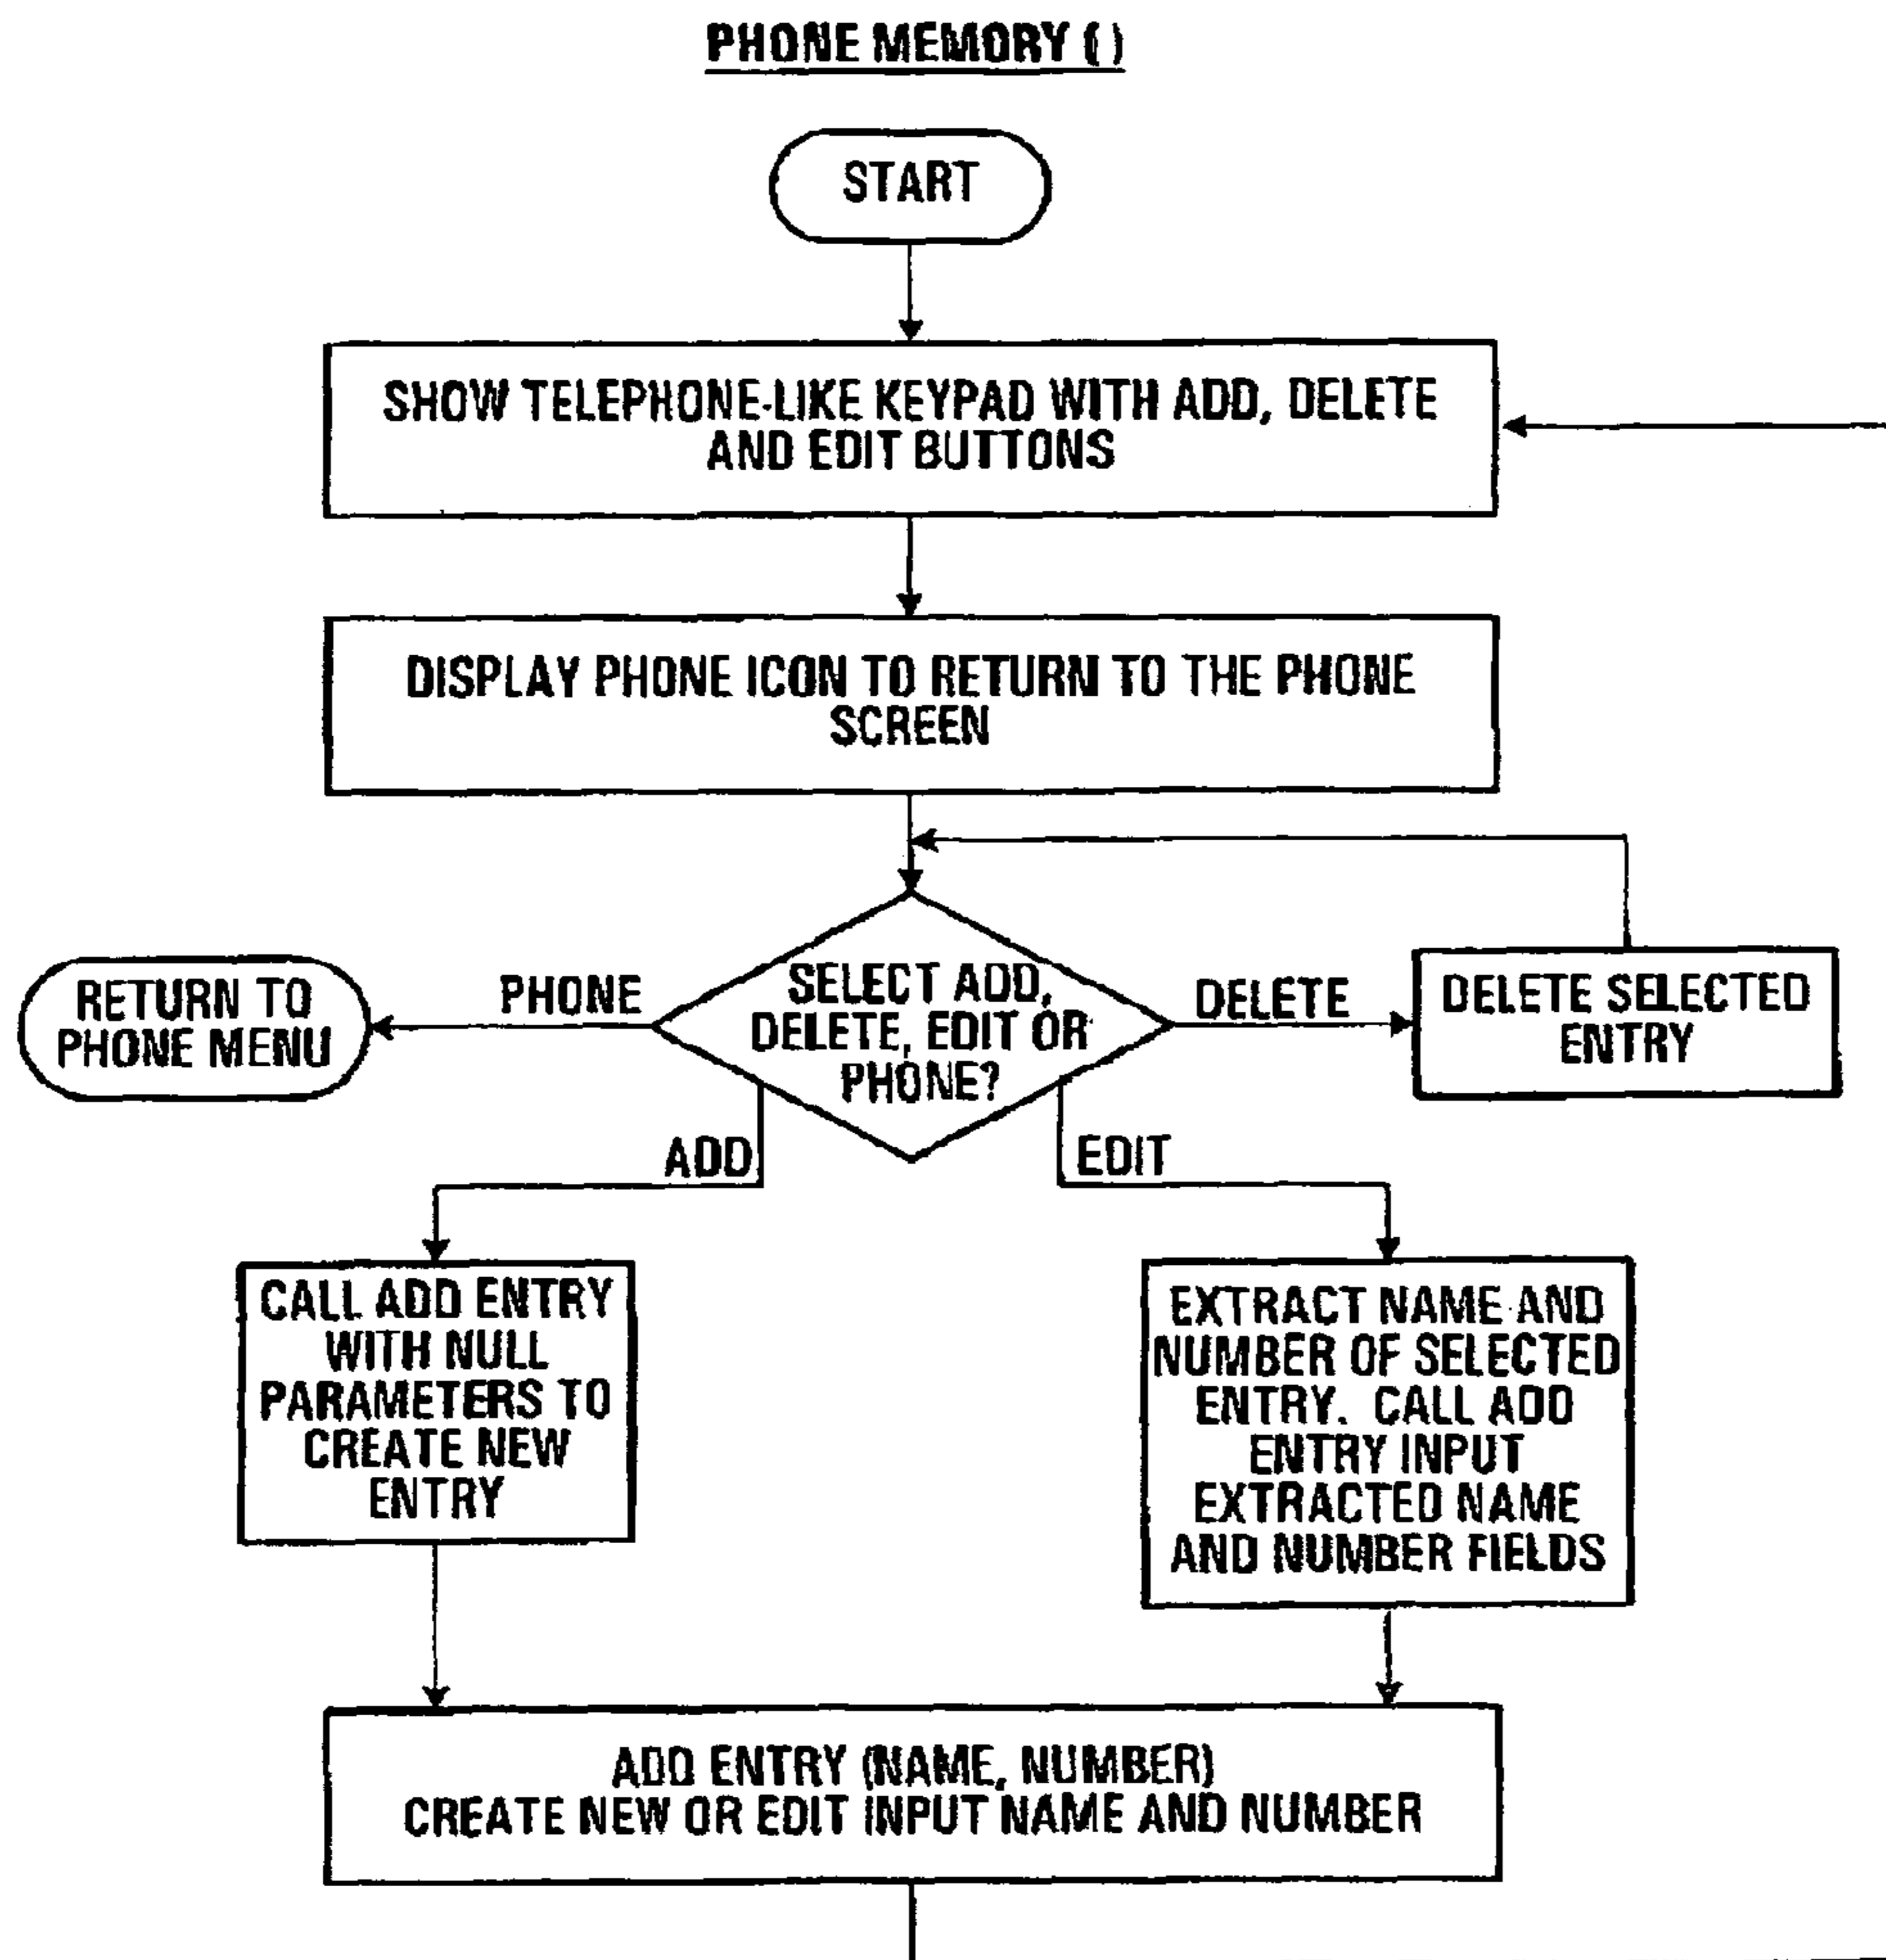 PHONE MEMORY ( )
START
SHOW TELEPHONE-LIKE KEYPAD WITH ADD, DELETE
AND EDIT BUTTONS
DISPLAY PHONE ICON TO RETURN TO THE PHONE
SCREEN
RETURN TO
PHONE MENU
PHONE
SELECT ADD,
DELETE, EDIT OR
PHONE?
DELETE
DELETE SELECTED
ENTRY
ADD
EDIT
CALL ADD ENTRY
WITH NULL
PARAMETERS TO
CREATE NEW
ENTRY
EXTRACT NAME AND
NUMBER OF SELECTED
ENTRY. CALL ADD
ENTRY INPUT
EXTRACTED NAME
AND NUMBER FIELDS
ADD ENTRY (NAME, NUMBER)
CREATE NEW OR EDIT INPUT NAME AND NUMBER